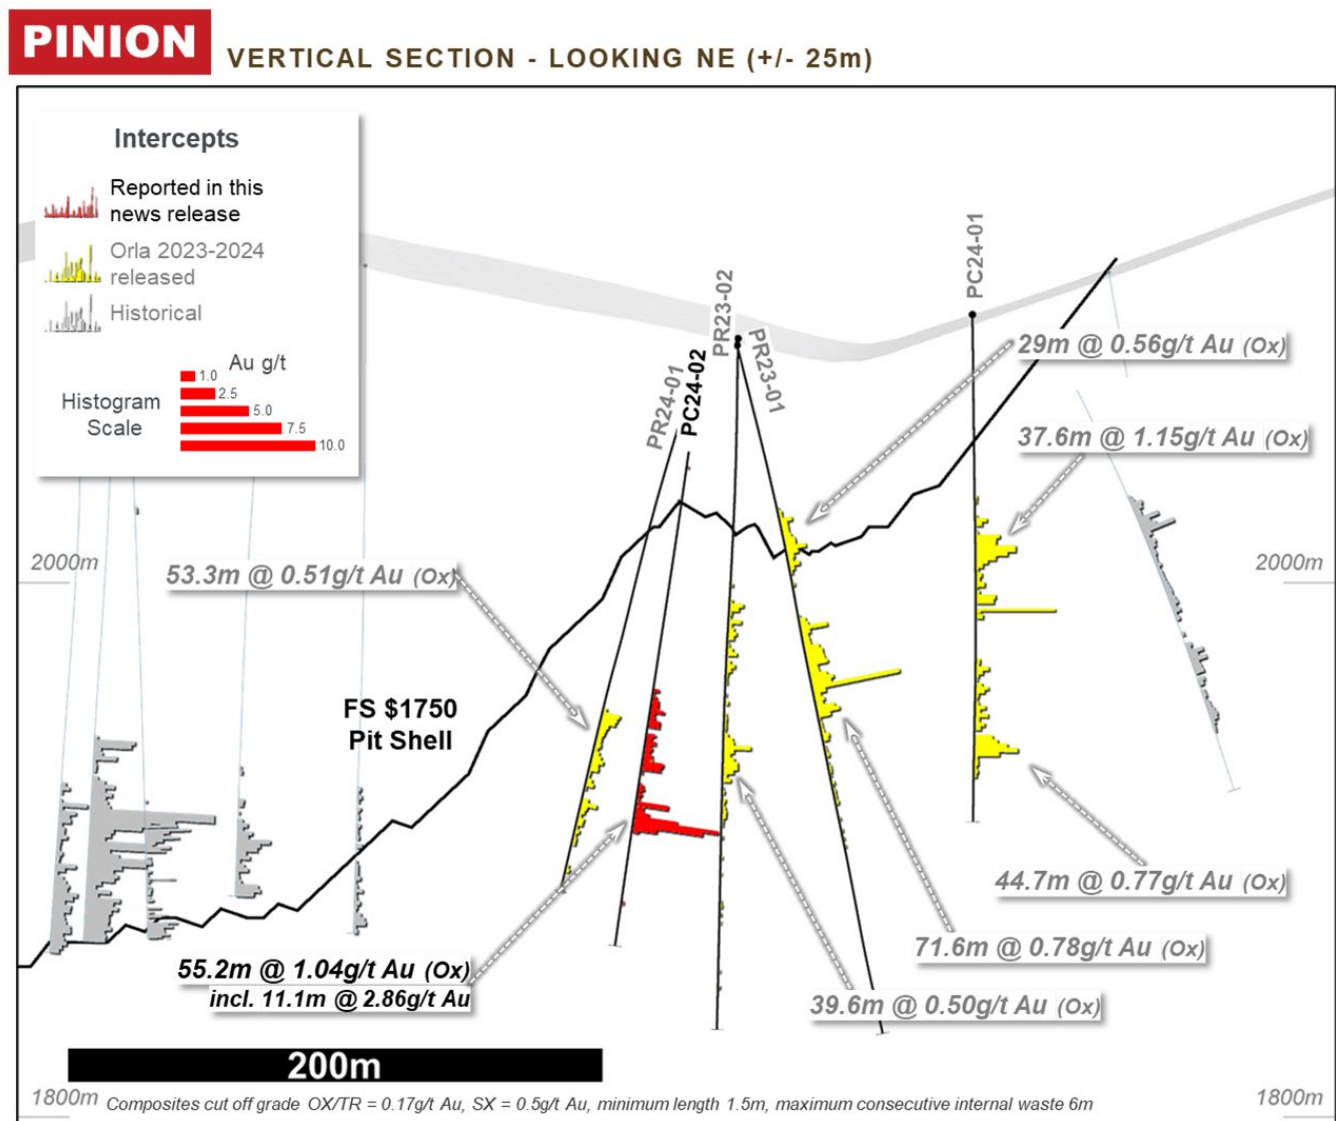 PINION
VERTICAL SECTION - LOOKING NE (+/- 25m)
Intercepts
Reported in this
news release
Orla 2023-2024
released
Historical
Au g/t
Histogram
Scale
1.0
2.5
5.0
7.5
10.0
PR24-01
PC24-02
PR23-02
PR23-01
PC24-01
29m @ 0.56g/t Au (Ox)
37.6m @ 1.15g/t Au (Ox)
2000m
2000m
53.3m @ 0.51g/t Au (Ox)
FS $1750
Pit Shell
44.7m @ 0.77g/t Au (Ox)
71.6m @ 0.78g/t Au (Ox)
55.2m @ 1.04g/t Au (Ox)
incl. 11.1m @ 2.86g/t Au
39.6m @ 0.50g/t Au (Ox)
200m
1800m
1800m
Composites cut off grade OX/TR = 0.17g/t Au, SX = 0.5g/t Au, minimum length 1.5m, maximum consecutive internal waste 6m